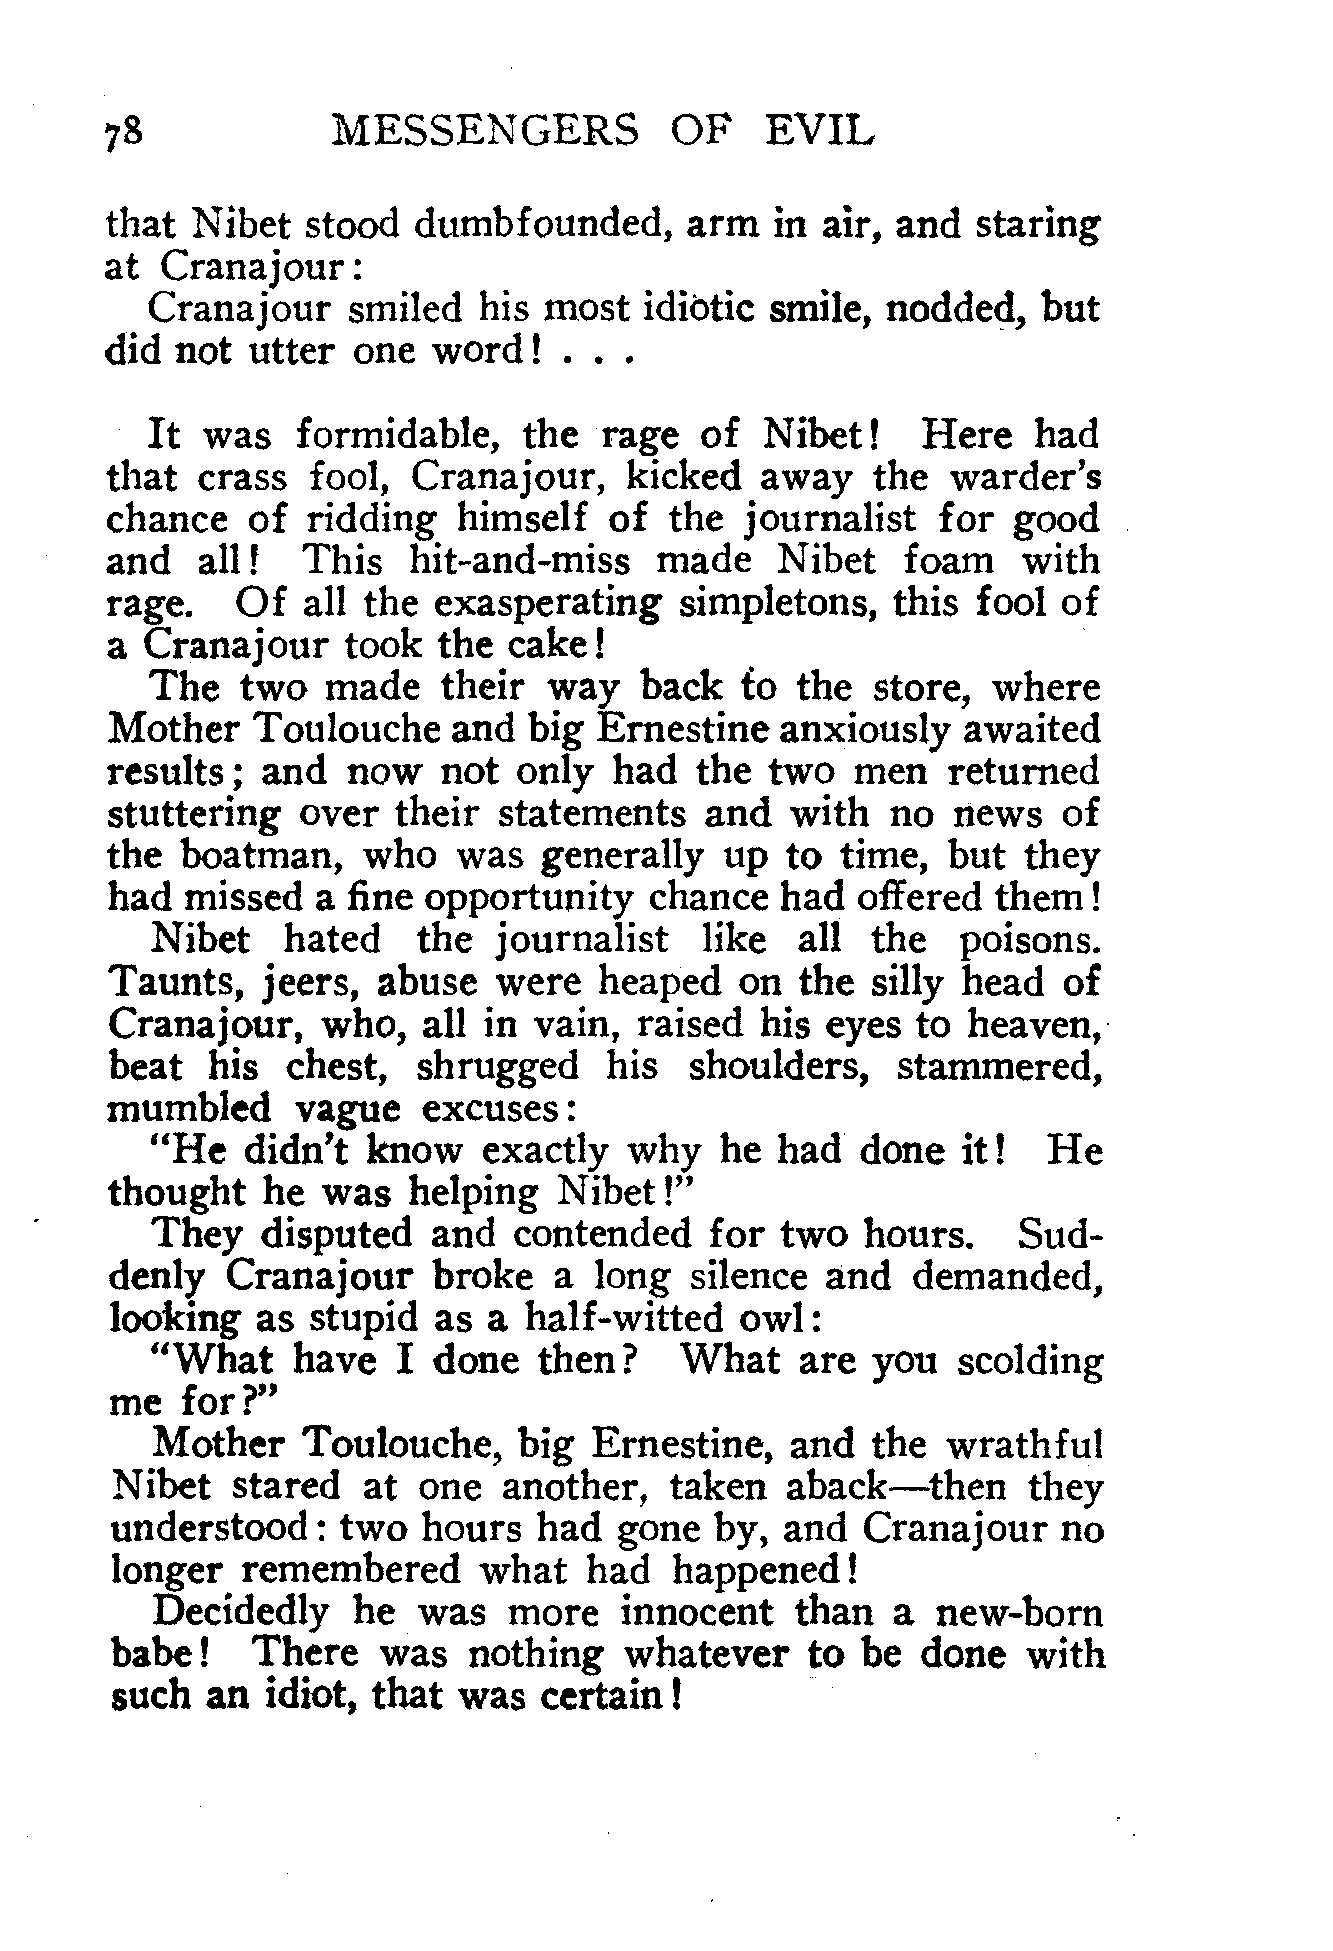 78 MESSENGERS OF EVIL
that Nibet stood dumbfounded, arm in air, and staring
at Cranajour:
Cranajour smiled his most idiotic smile, nodded, but
did not utter one word! . . .
It was formidable, the rage of Nibet! Here had
that crass fool, Cranajour, kicked away the warder's
chance of ridding himself of the journalist for good
and all! This hit-and-miss made Nibet foam with
rage. Of all the exasperating simpletons, this fool of
a Cranajour took the cake!
The two made their way back to the store, where
Mother Toulouche and big Ernestine anxiously awaited
results; and now not only had the two men returned
stuttering over their statements and with no news of
the boatman, who was generally up to time, but they
had missed a fine opportunity chance had offered them!
Nibet hated the journalist like all the poisons.
Taunts, jeers, abuse were heaped on the silly head of
Cranajour, who, all in vain, raised his eyes to heaven,
beat his chest, shrugged his shoulders, stammered,
mumbled vague excuses:
"He didn't know exactly why he had done it! He
thought he was helping Nibet!"
They disputed and contended for two hours. Sud-
denly Cranajour broke a long silence and demanded,
looking as stupid as a half-witted owl:
"What have I done then? What are you scolding
me for?"
Mother Toulouche, big Ernestine, and the wrathful
Nibet stared at one another, taken aback—then they
understood: two hours had gone by, and Cranajour no
longer remembered what had happened!
Decidedly he was more innocent than a new-born
babe! There was nothing whatever to be done with
such an idiot, that was certain!